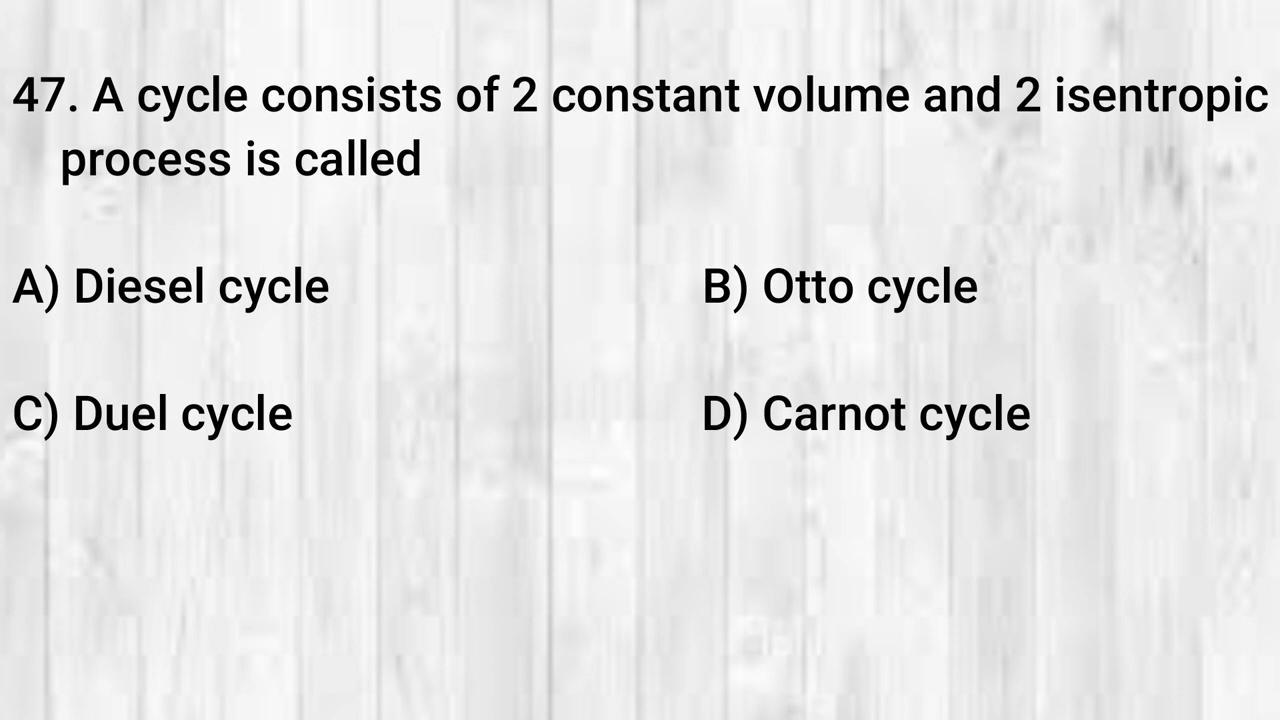 47. A cycle consists of 2 constant volume and 2 isentropic
process is called
A) Diesel cycle
B) Otto cycle
C) Duel cycle
D) Carnot cycle